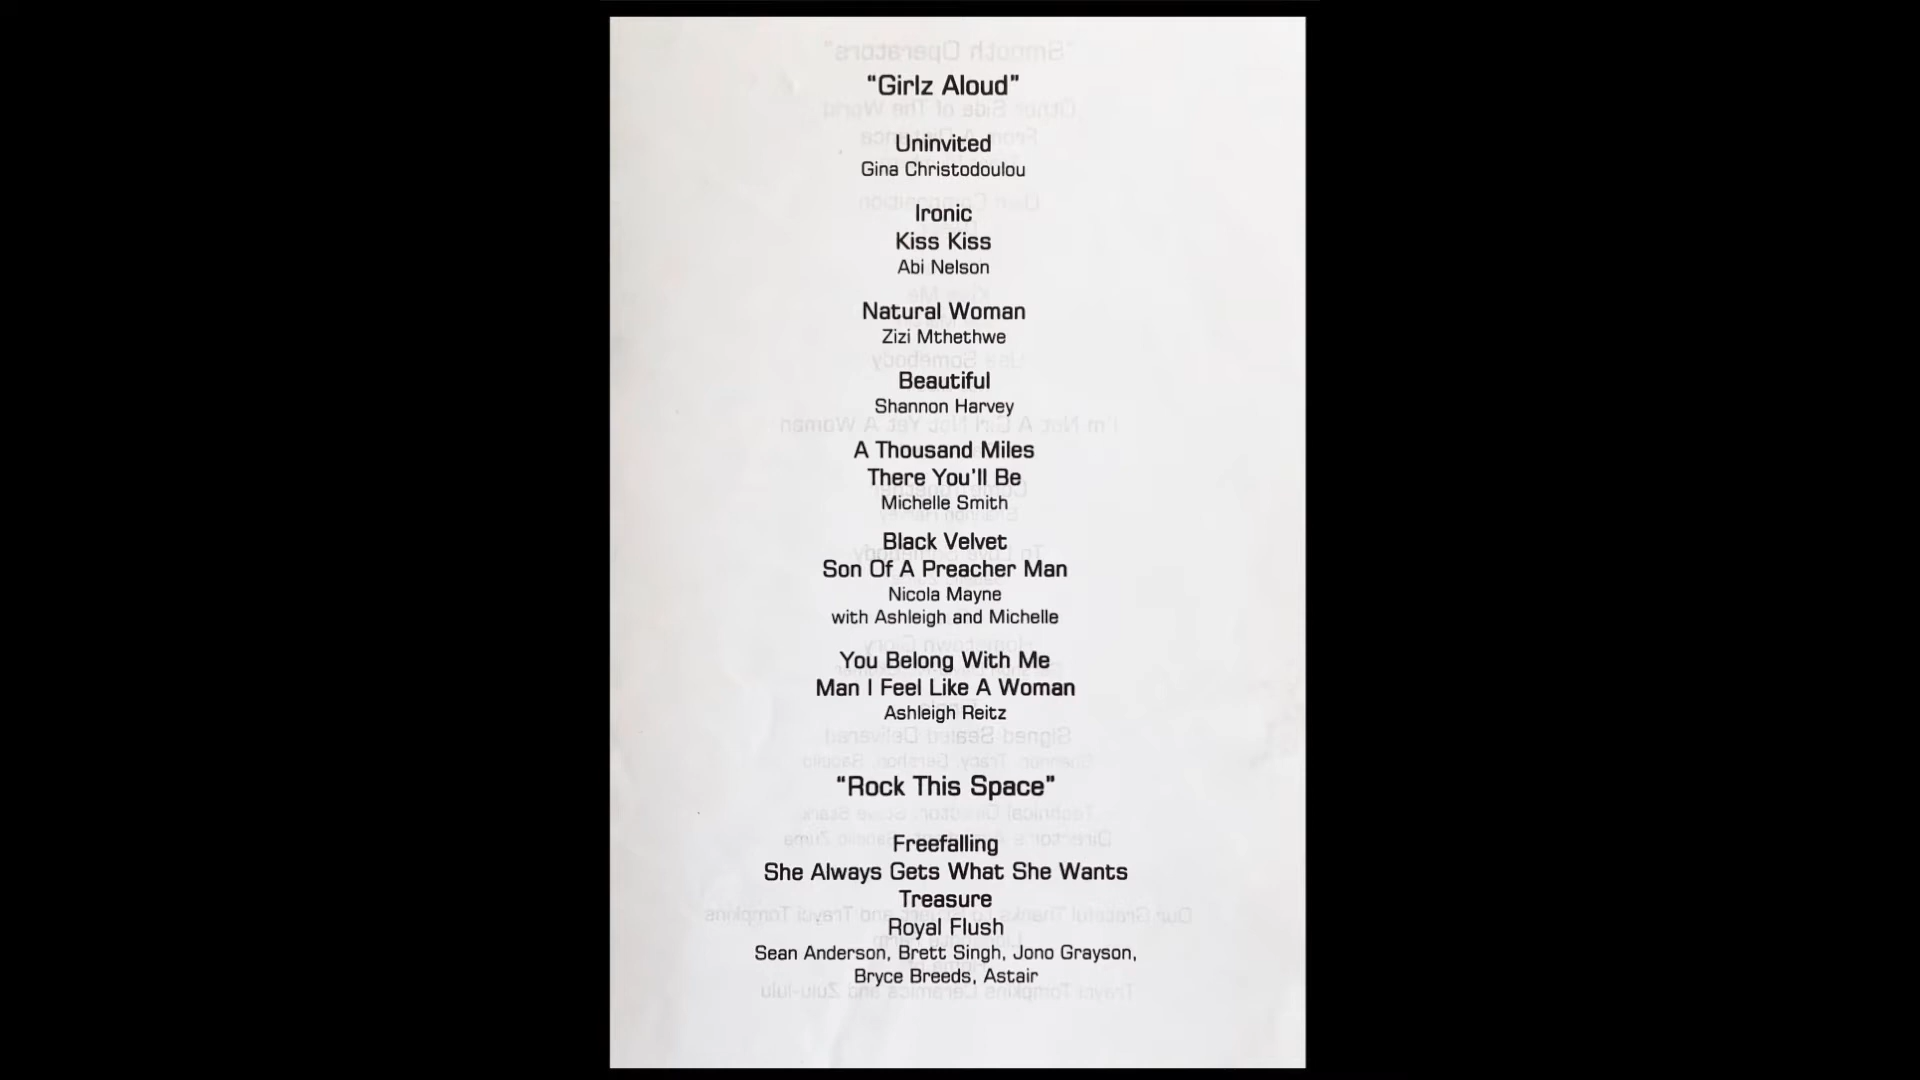 “Girlz Aloud”
Uninvited
Gina Christodoulou
Ironic
Kiss Kiss
Abi Nelson
Natural Woman
Zizi Mthethwe
Beautiful
Shannon Harvey
A Thousand Miles
There You'll Be
Michelle Smith
Black Velvet
Son Of A Preacher Man
Nicola Mayne
with Ashleigh and Michelle
You Belong With Me
Man I Feel Like A Woman
Ashleigh Reitz
“Rock This Space”
Freefalling
She Always Gets What She Wants
Treasure
Royal Flush
Sean Anderson, Brett Singh, Jono Grayson,
Bryce Breeds, Astair